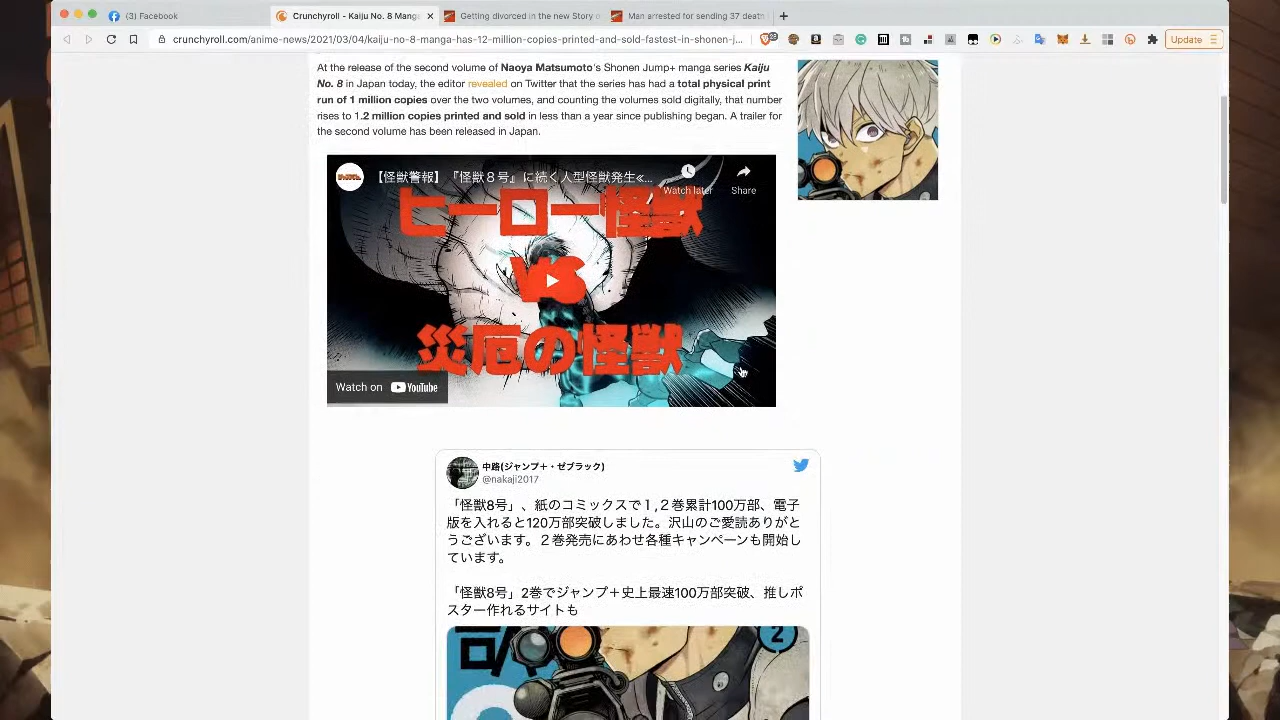 (3) Facebook
Crunchyroll - Kaiju No. 8 Manga
Getting divorced in the new Story o
Man arrested for sending 37 death
crunchyroll.com/anime-news/2021/03/04/kaiju-no-8-manga-has-12-million-copies-printed-and-sold-fastest-in-shonen-j...
23
Update
At the release of the second volume of Naoya Matsumoto's Shonen Jump+ manga series Kaiju
No. 8 in Japan today, the editor revealed on Twitter that the series has had a total physical print
run of 1 million copies over the two volumes, and counting the volumes sold digitally, that number
rises to 1.2 million copies printed and sold in less than a year since publishing began. A trailer for
the second volume has been released in Japan.
【怪獣警報】『怪獣８号』に続く人型怪獣発生≪...
Watch later
Share
ヒーロー怪獣
VS
災厄の怪獣
Watch on YouTube
中路(ジャンプ＋・ゼブラック)
@nakaji2017
「怪獣8号」、紙のコミックスで１,２巻累計100万部、電子
版を入れると120万部突破しました。沢山のご愛読ありがと
うございます。２巻発売にあわせ各種キャンペーンも開始し
ています。
「怪獣8号」2巻でジャンプ＋史上最速100万部突破、推しポ
スター作れるサイトも
2